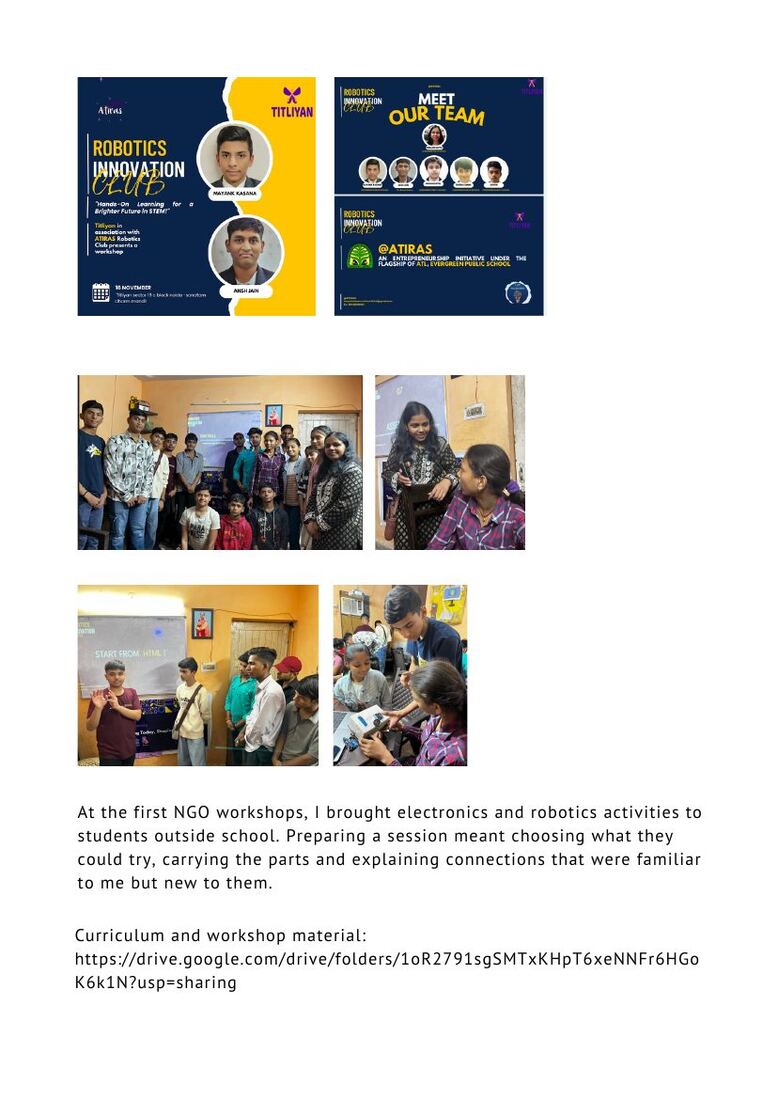 Atiras
TITLIYAN
ROBOTICS
INNOVATION
CLUB
MAYANK KASANA
"Hands-On Learning for a
Brighter Future in STEM!"
Titliyan in
association with
ATIRAS Robotics
Club presents a
workshop
ANSH JAIN
18 NOVEMBER
ROBOTICS
INNOVATION
CLUB
MEET
OUR TEAM
TITLIYAN
ROBOTICS
INNOVATION
CLUB
TITLIYAN
@ATIRAS
AN ENTREPRENEURSHIP INITIATIVE UNDER THE
FLAGSHIP OF ATL, EVERGREEN PUBLIC SCHOOL
START FROM HTML !
At the first NGO workshops, I brought electronics and robotics activities to
students outside school. Preparing a session meant choosing what they
could try, carrying the parts and explaining connections that were familiar
to me but new to them.
Curriculum and workshop material:
https://drive.google.com/drive/folders/1oR2791sgSMTxKHpT6xeNNFr6HGo
K6k1N?usp=sharing